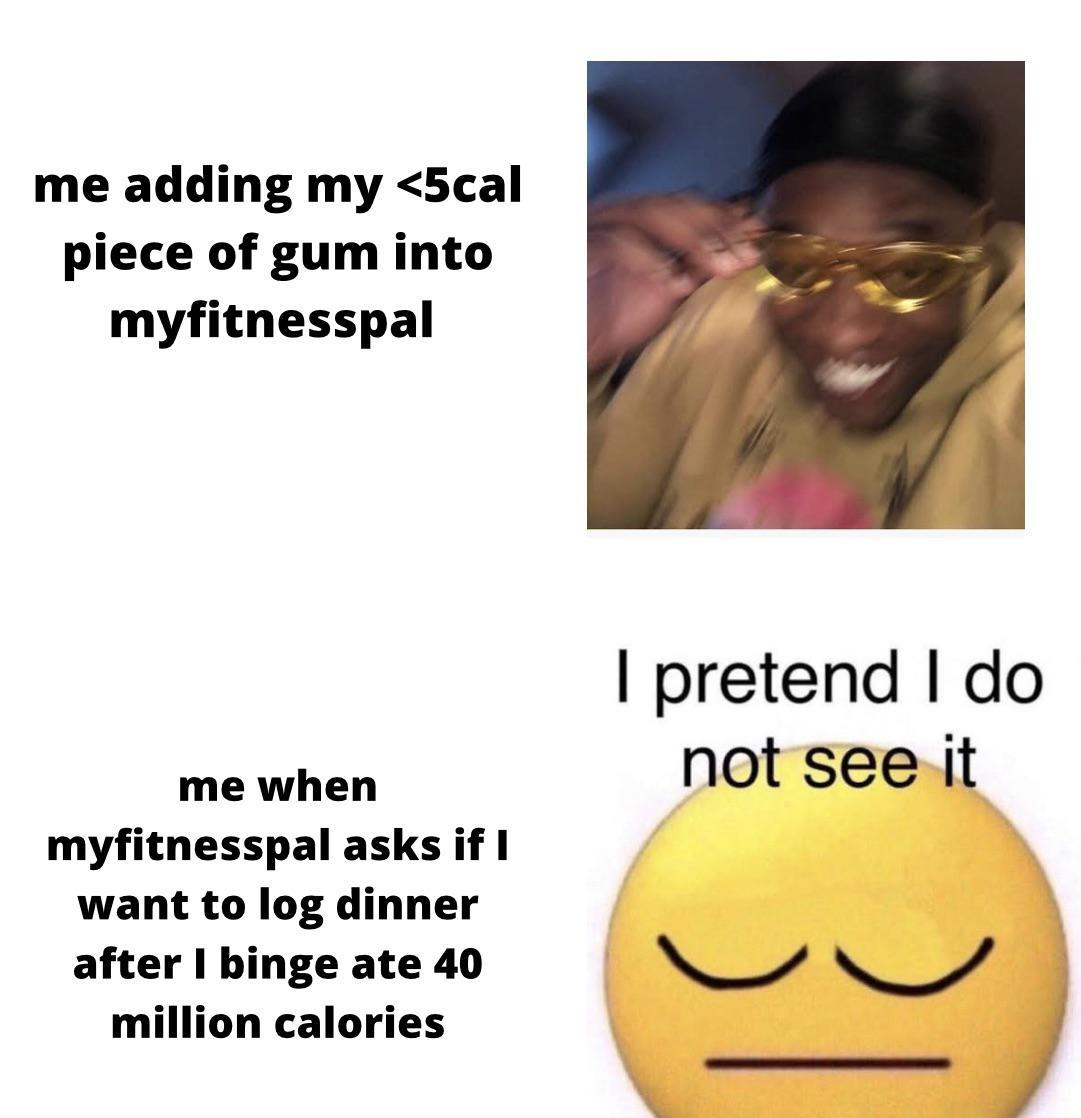 me adding my <5cal
piece of gum into
myfitnesspal
I pretend I do
not see it
me when
myfitnesspal asks if I
want to log dinner
after I binge ate 40
million calories